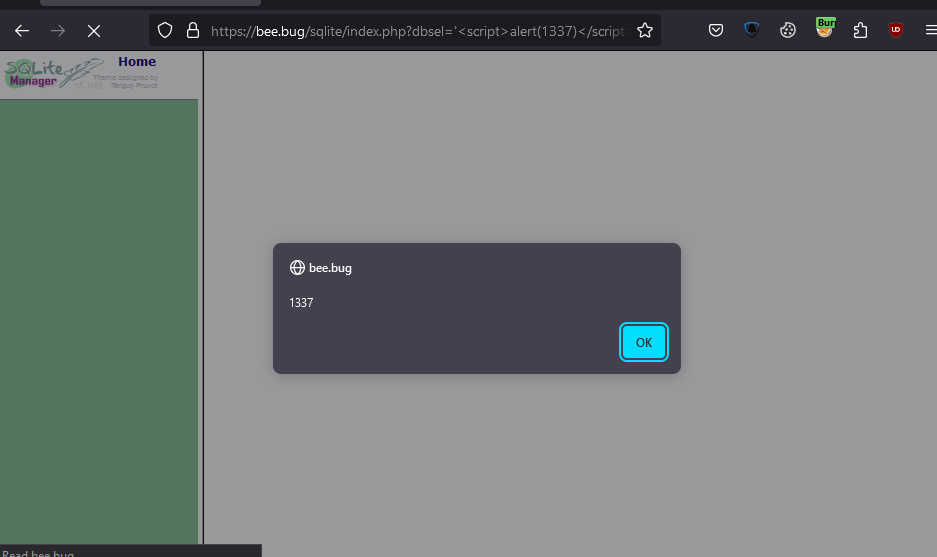 https://bee.bug/sqlite/index.php?dbsel='<script>alert(1337)</script
Burp
UD
SQLite
Manager
sf.net
Home
Theme designed by
Tanguy Pruvot
bee.bug
1337
OK
Read bee.bug